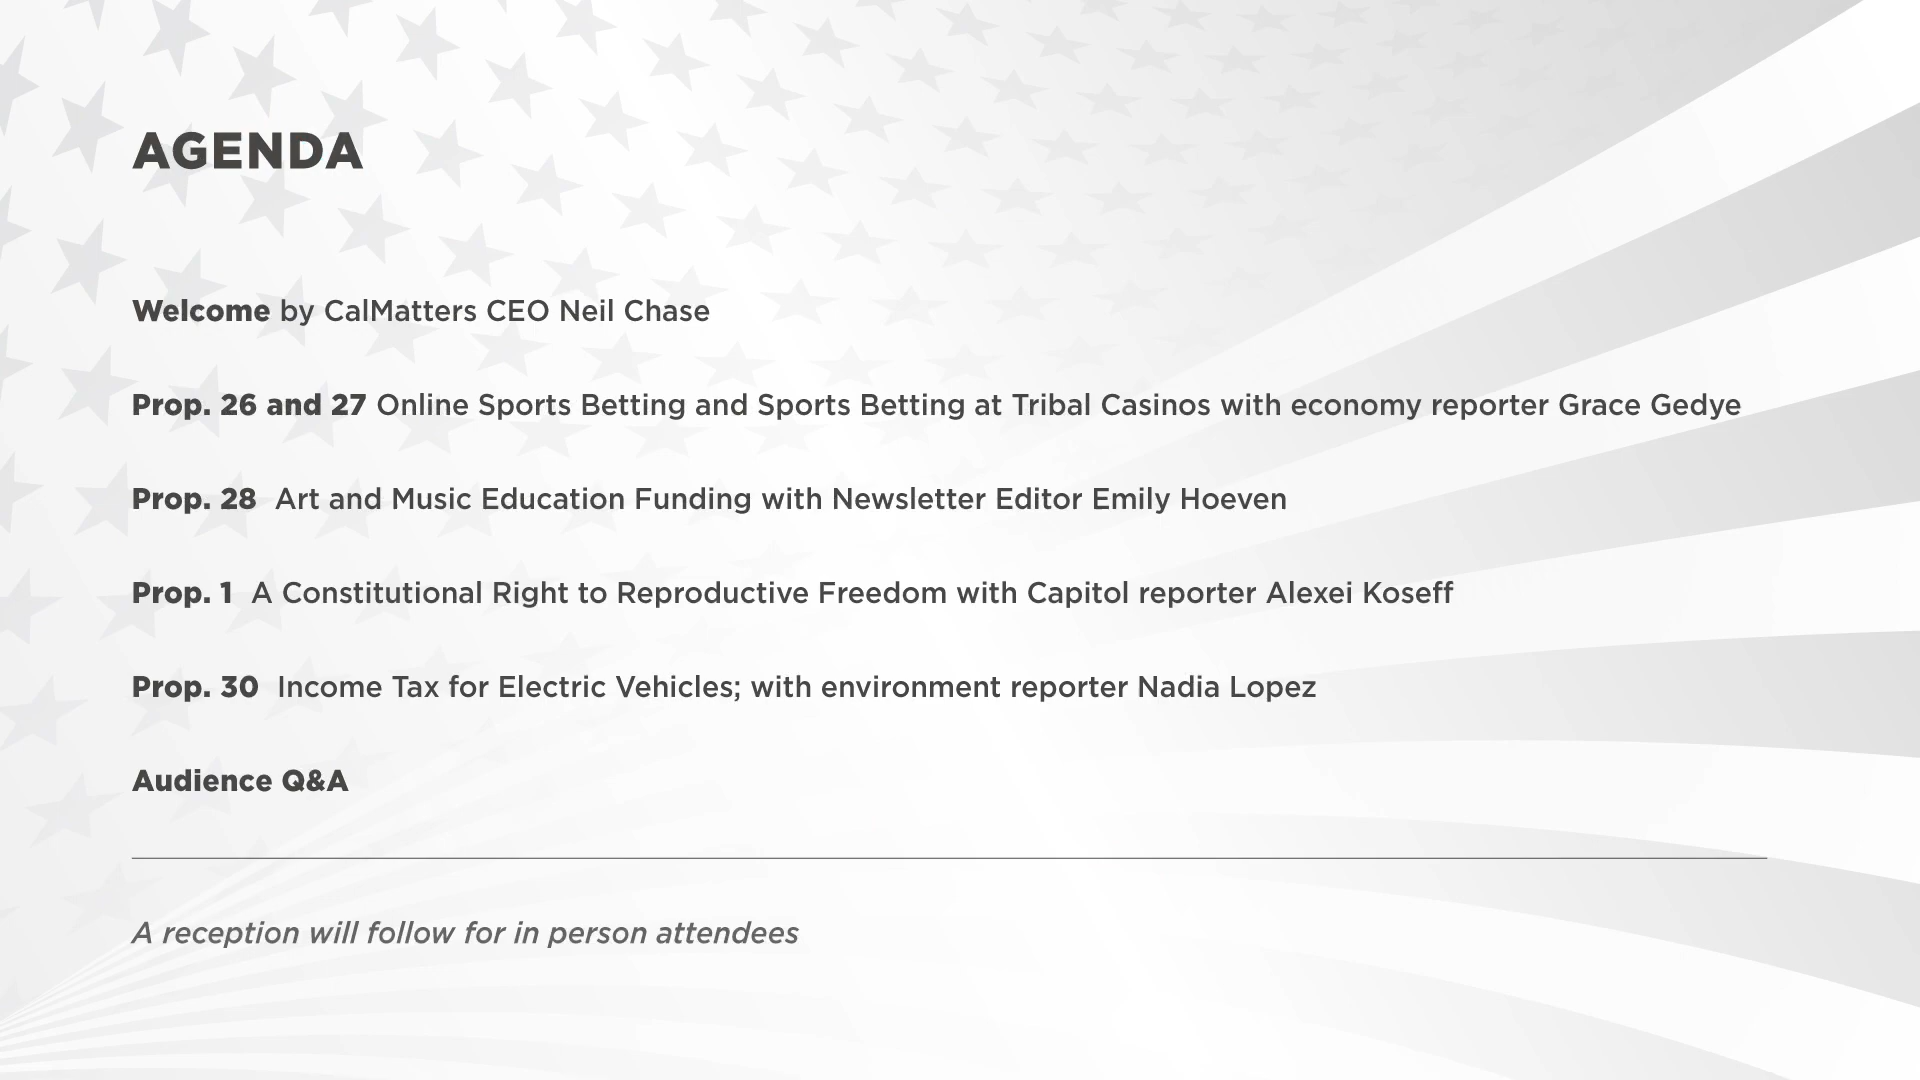 AGENDA
Welcome by CalMatters CEO Neil Chase
Prop. 26 and 27 Online Sports Betting and Sports Betting at Tribal Casinos with economy reporter Grace Gedye
Prop. 28 Art and Music Education Funding with Newsletter Editor Emily Hoeven
Prop. 1 A Constitutional Right to Reproductive Freedom with Capitol reporter Alexei Koseff
Prop. 30 Income Tax for Electric Vehicles; with environment reporter Nadia Lopez
Audience Q&A
A reception will follow for in person attendees